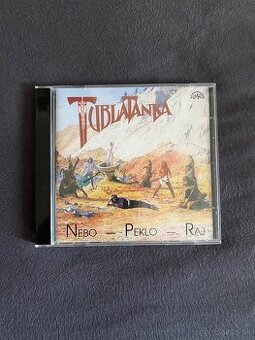 TUBLATANKA
NEBO — PEKLO — RAJ